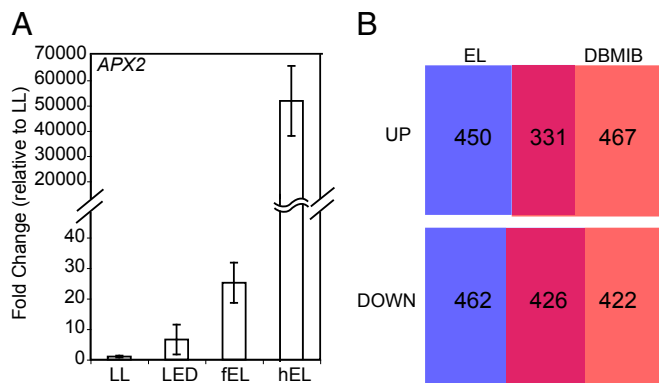 A
B
Fold Change (relative to LL)
APX2
70000
60000
50000
40000
30000
20000
40
30
20
10
0
LL LED fEL hEL
EL DBMIB
UP 450 331 467
DOWN 462 426 422